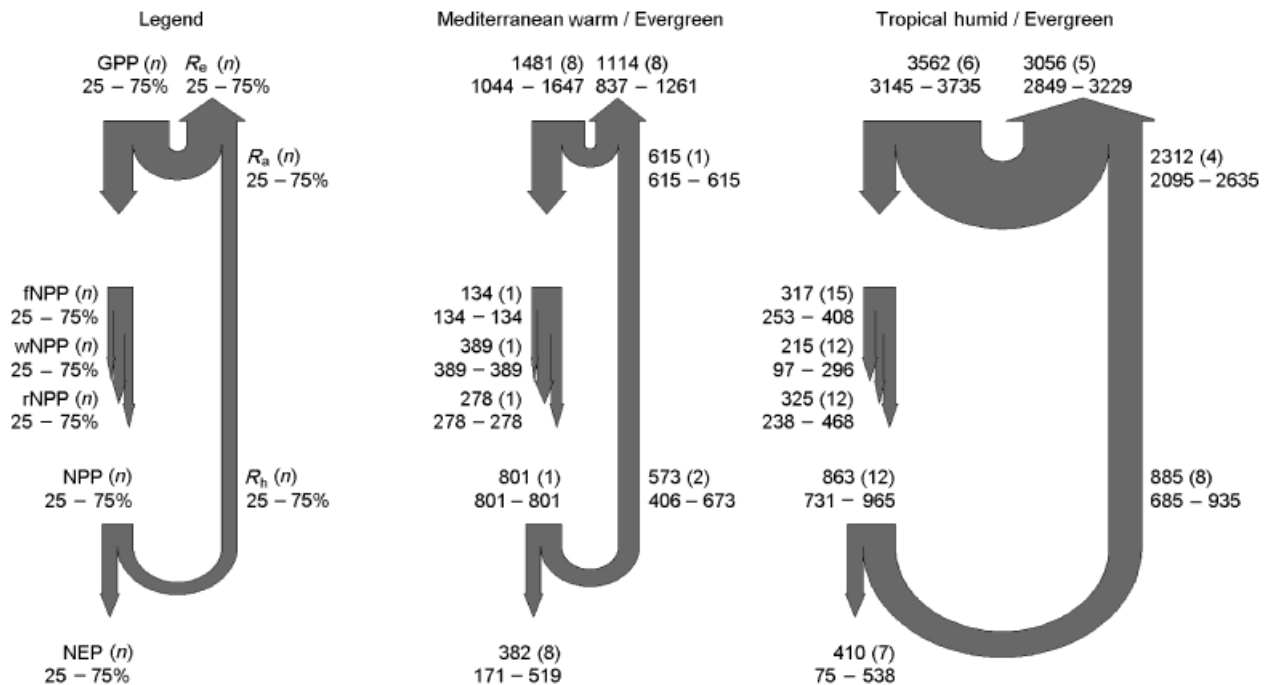 Legend
GPP (n) Re (n)
25 – 75% 25 – 75%
Ra (n)
25 – 75%
fNPP (n)
25 – 75%
wNPP (n)
25 – 75%
rNPP (n)
25 – 75%
NPP (n)
25 – 75%
Rh (n)
25 – 75%
NEP (n)
25 – 75%
Mediterranean warm / Evergreen
1481 (8) 1114 (8)
1044 – 1647 837 – 1261
615 (1)
615 – 615
134 (1)
134 – 134
389 (1)
389 – 389
278 (1)
278 – 278
801 (1)
801 – 801
573 (2)
406 – 673
382 (8)
171 – 519
Tropical humid / Evergreen
3562 (6) 3056 (5)
3145 – 3735 2849 – 3229
2312 (4)
2095 – 2635
317 (15)
253 – 408
215 (12)
97 – 296
325 (12)
238 – 468
863 (12)
731 – 965
885 (8)
685 – 935
410 (7)
75 – 538